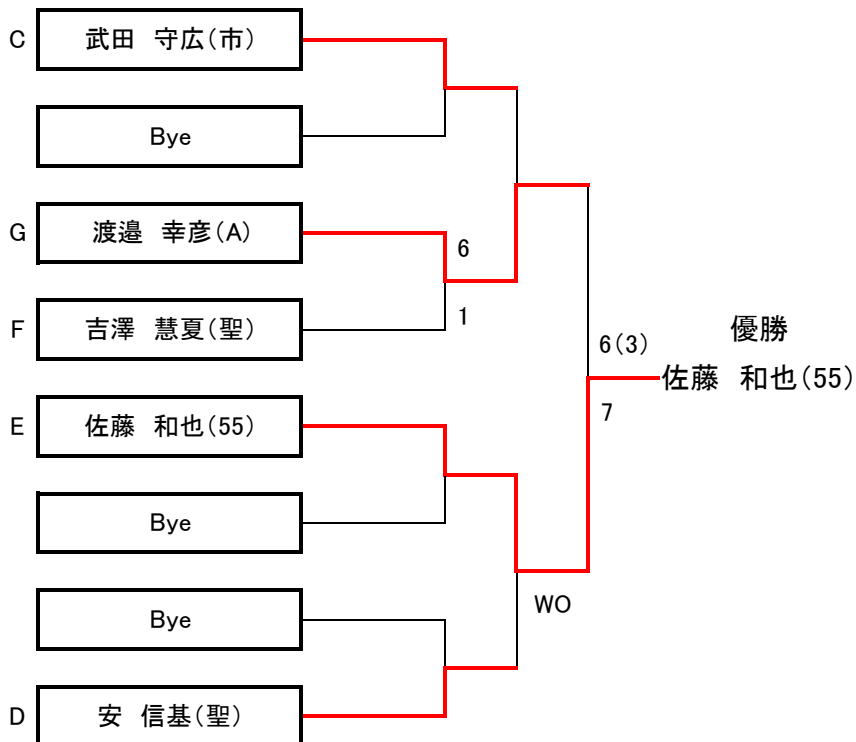 C 武田 守広(市)
Bye
G 渡邉 幸彦(A)
6
F 吉澤 慧夏(聖)
1
6(3)
優勝
佐藤 和也(55)
E 佐藤 和也(55)
7
Bye
WO
Bye
D 安 信基(聖)